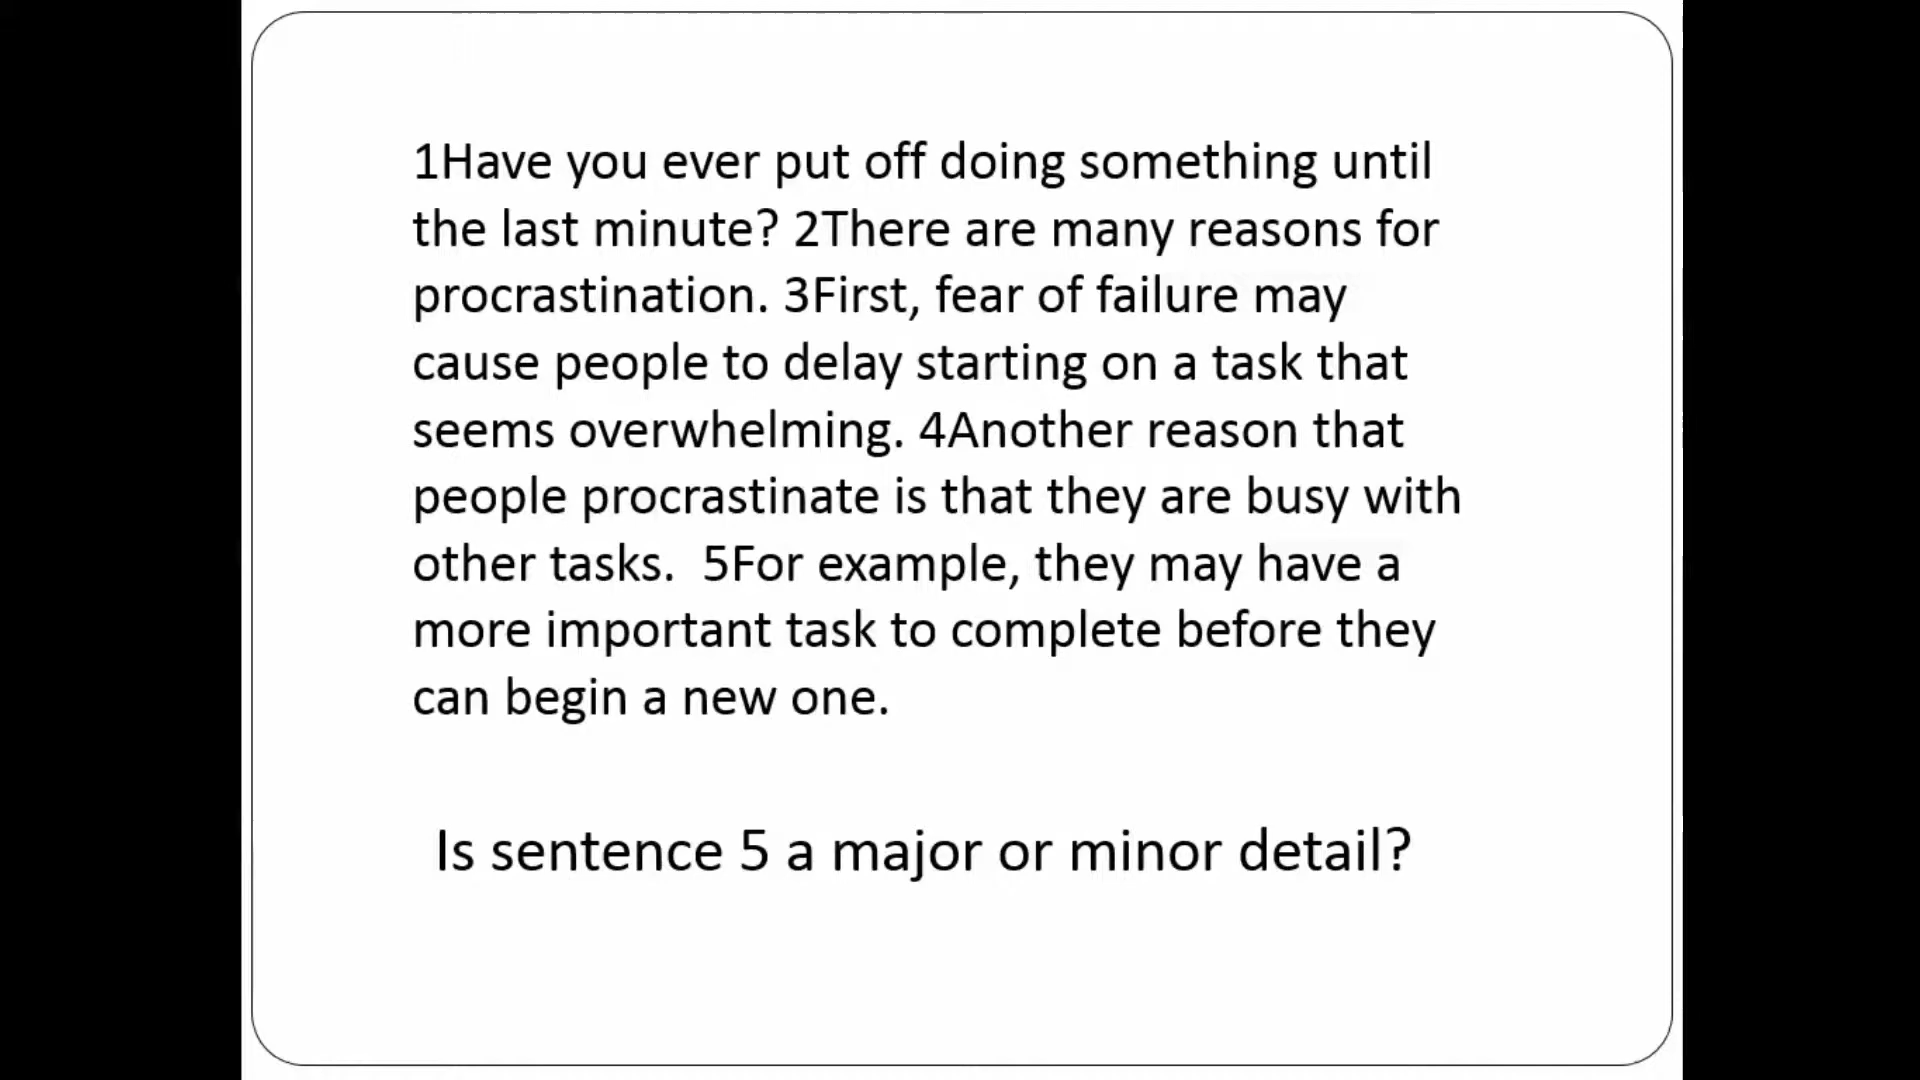 1Have you ever put off doing something until
the last minute? 2There are many reasons for
procrastination. 3First, fear of failure may
cause people to delay starting on a task that
seems overwhelming. 4Another reason that
people procrastinate is that they are busy with
other tasks.  5For example, they may have a
more important task to complete before they
can begin a new one.
Is sentence 5 a major or minor detail?